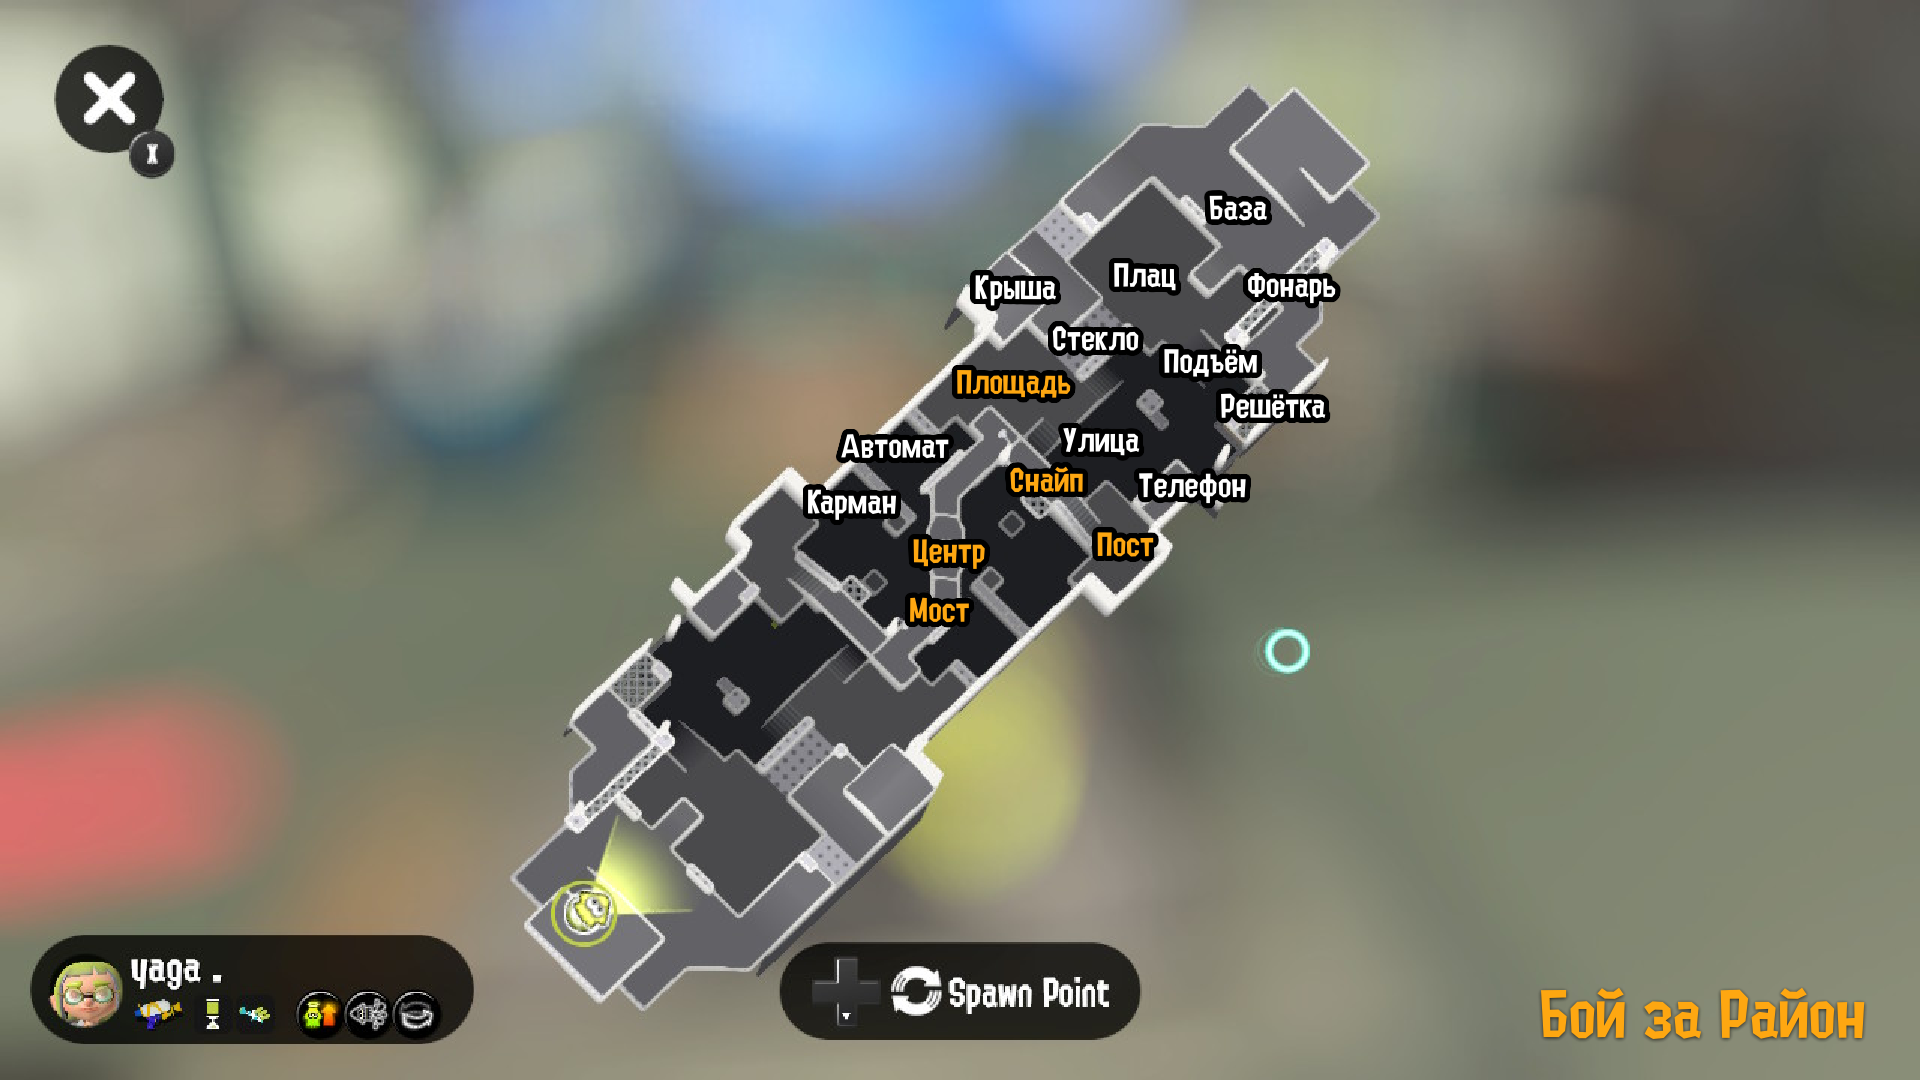 X
База
Плац
Фонарь
Крыша
Стекло
Подъём
Площадь
Решётка
Улица
Автомат
Снайп
Телефон
Карман
Центр
Пост
Мост
yaga .
Spawn Point
Бой за Район